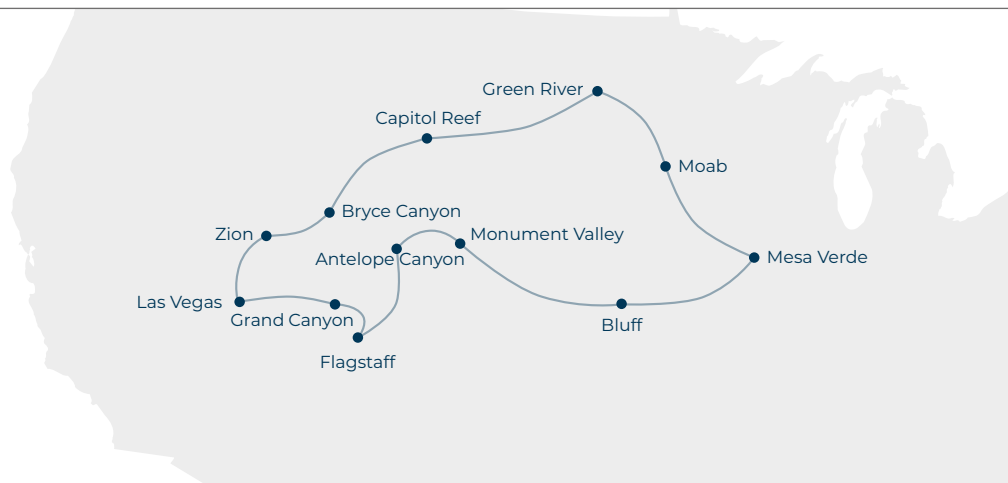 Green River
Capitol Reef
Moab
Bryce Canyon
Zion
Monument Valley
Antelope Canyon
Mesa Verde
Las Vegas
Grand Canyon
Bluff
Flagstaff